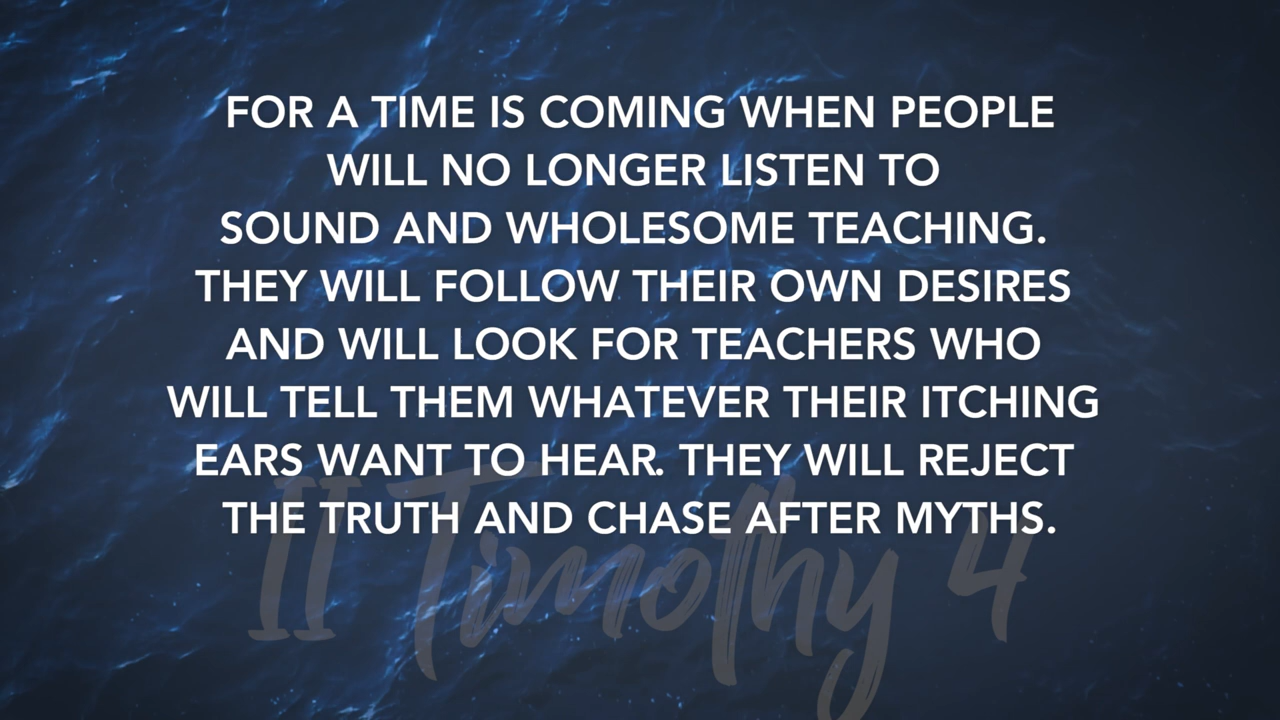 FOR A TIME IS COMING WHEN PEOPLE
WILL NO LONGER LISTEN TO
SOUND AND WHOLESOME TEACHING.
THEY WILL FOLLOW THEIR OWN DESIRES
AND WILL LOOK FOR TEACHERS WHO
WILL TELL THEM WHATEVER THEIR ITCHING
EARS WANT TO HEAR. THEY WILL REJECT
THE TRUTH AND CHASE AFTER MYTHS.
II Timothy 4